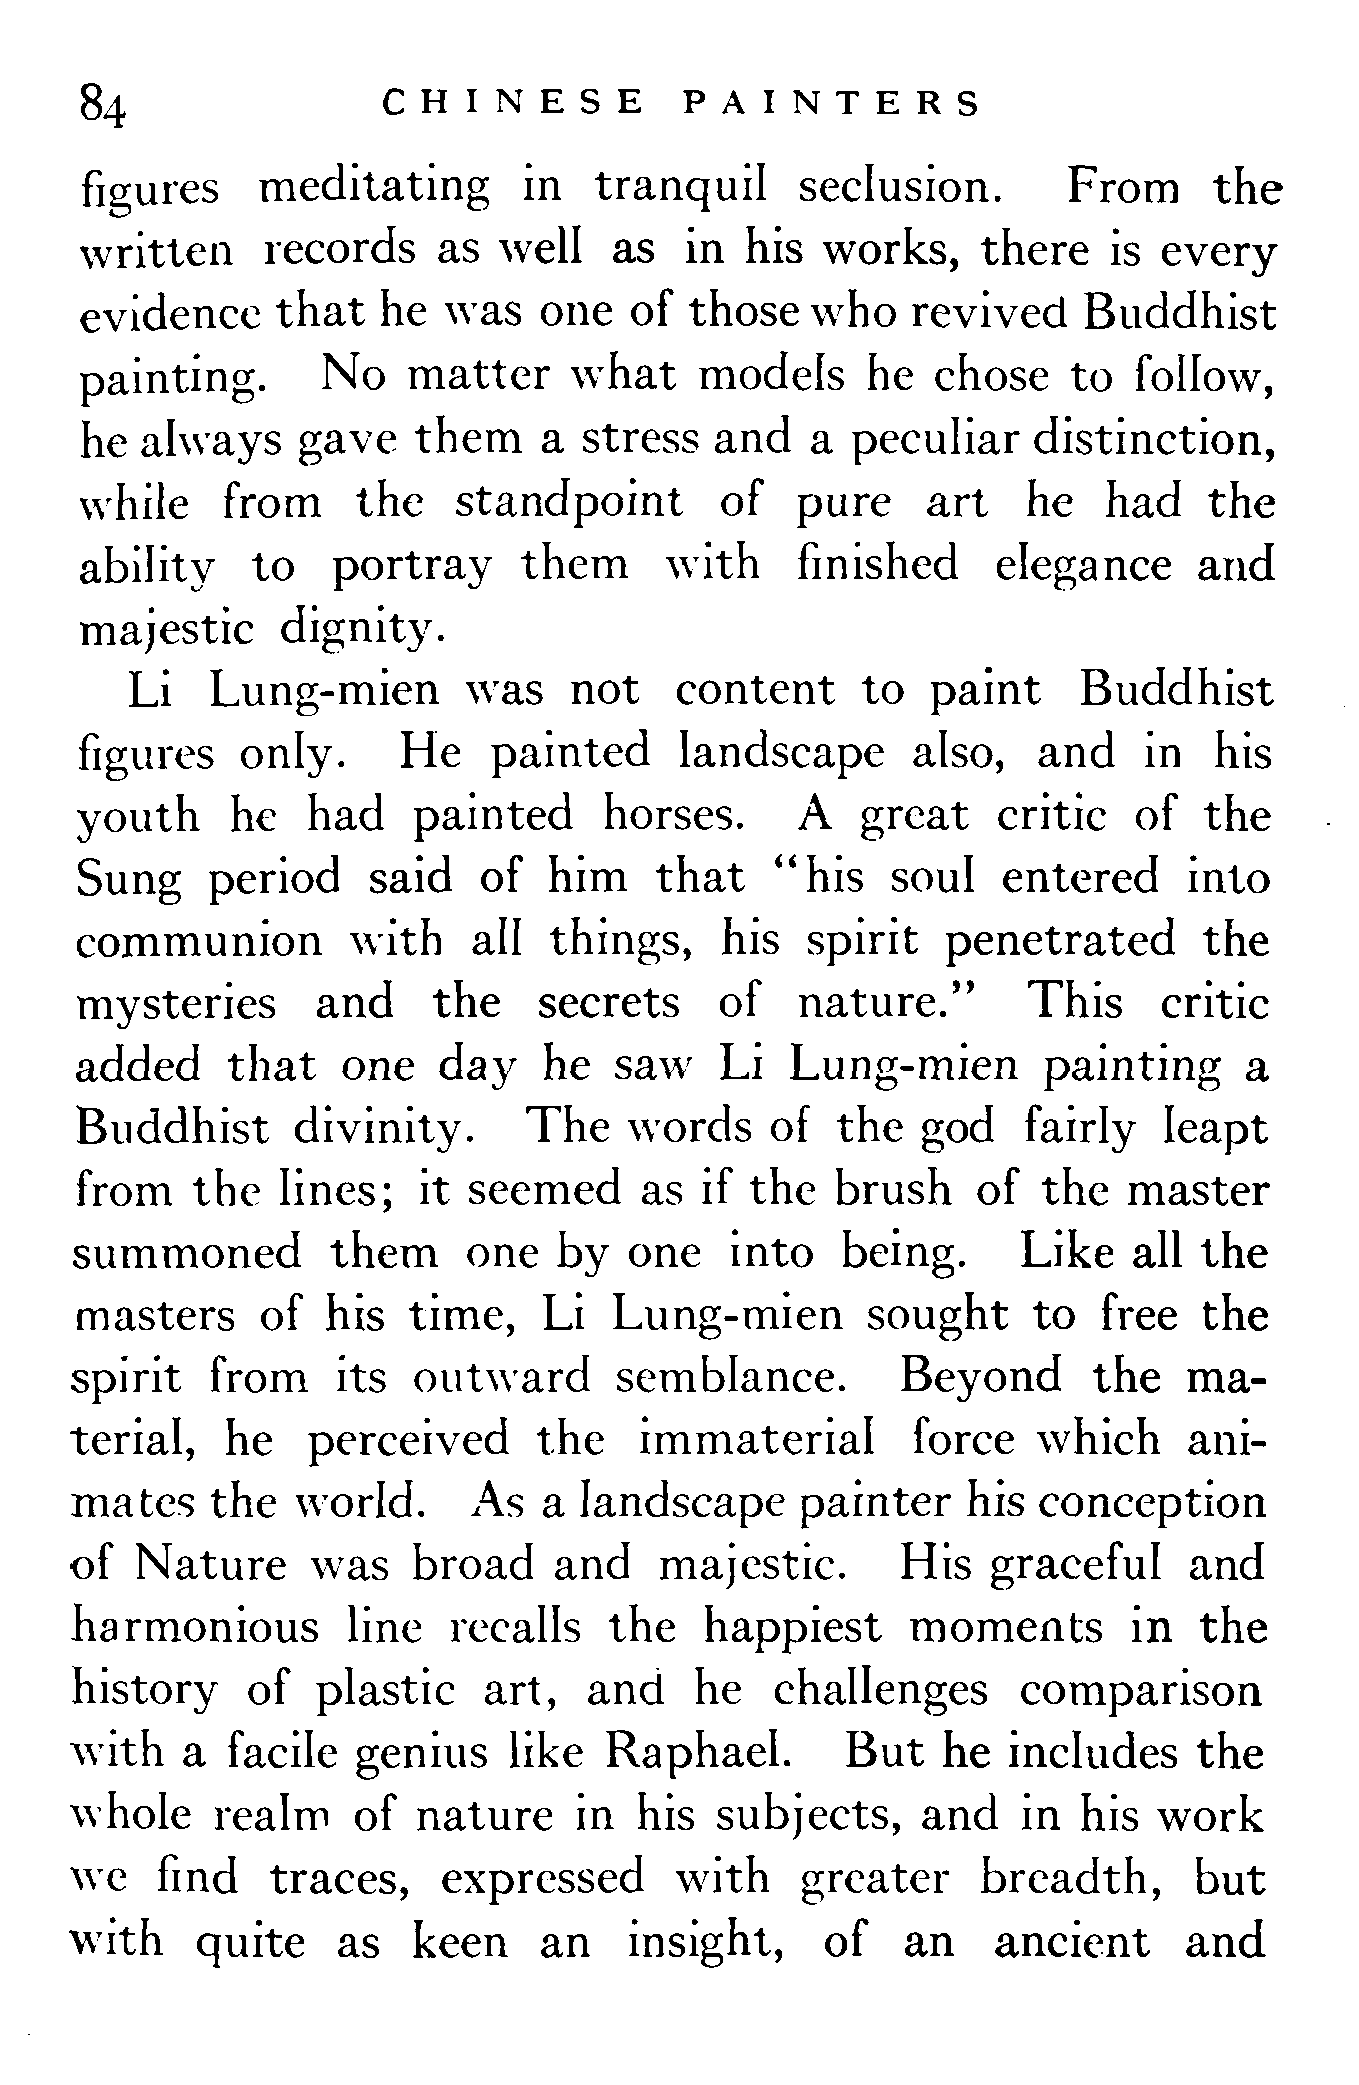 84 CHINESE PAINTERS
figures meditating in tranquil seclusion. From the
written records as well as in his works, there is every
evidence that he was one of those who revived Buddhist
painting. No matter what models he chose to follow,
he always gave them a stress and a peculiar distinction,
while from the standpoint of pure art he had the
ability to portray them with finished elegance and
majestic dignity.
Li Lung-mien was not content to paint Buddhist
figures only. He painted landscape also, and in his
youth he had painted horses. A great critic of the
Sung period said of him that “his soul entered into
communion with all things, his spirit penetrated the
mysteries and the secrets of nature.” This critic
added that one day he saw Li Lung-mien painting a
Buddhist divinity. The words of the god fairly leapt
from the lines; it seemed as if the brush of the master
summoned them one by one into being. Like all the
masters of his time, Li Lung-mien sought to free the
spirit from its outward semblance. Beyond the ma-
terial, he perceived the immaterial force which ani-
mates the world. As a landscape painter his conception
of Nature was broad and majestic. His graceful and
harmonious line recalls the happiest moments in the
history of plastic art, and he challenges comparison
with a facile genius like Raphael. But he includes the
whole realm of nature in his subjects, and in his work
we find traces, expressed with greater breadth, but
with quite as keen an insight, of an ancient and